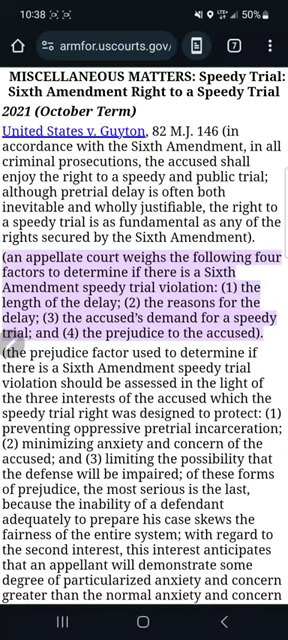 10:38
LTE+
50%
armfor.uscourts.gov/
7
MISCELLANEOUS MATTERS: Speedy Trial:
Sixth Amendment Right to a Speedy Trial
2021 (October Term)
United States v. Guyton, 82 M.J. 146 (in
accordance with the Sixth Amendment, in all
criminal prosecutions, the accused shall
enjoy the right to a speedy and public trial;
although pretrial delay is often both
inevitable and wholly justifiable, the right to
a speedy trial is as fundamental as any of the
rights secured by the Sixth Amendment).
(an appellate court weighs the following four
factors to determine if there is a Sixth
Amendment speedy trial violation: (1) the
length of the delay; (2) the reasons for the
delay; (3) the accused’s demand for a speedy
trial; and (4) the prejudice to the accused).
(the prejudice factor used to determine if
there is a Sixth Amendment speedy trial
violation should be assessed in the light of
the three interests of the accused which the
speedy trial right was designed to protect: (1)
preventing oppressive pretrial incarceration;
(2) minimizing anxiety and concern of the
accused; and (3) limiting the possibility that
the defense will be impaired; of these forms
of prejudice, the most serious is the last,
because the inability of a defendant
adequately to prepare his case skews the
fairness of the entire system; with regard to
the second interest, this interest anticipates
that an appellant will demonstrate some
degree of particularized anxiety and concern
greater than the normal anxiety and concern